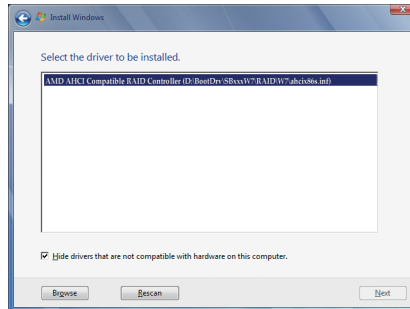 Install Windows
Select the driver to be installed.
AMD AHCI Compatible RAID Controller (D:\BootDrv\SBxxxW7\RAID\W7\ahcix86s.inf)
Hide drivers that are not compatible with hardware on this computer.
Browse Rescan Next